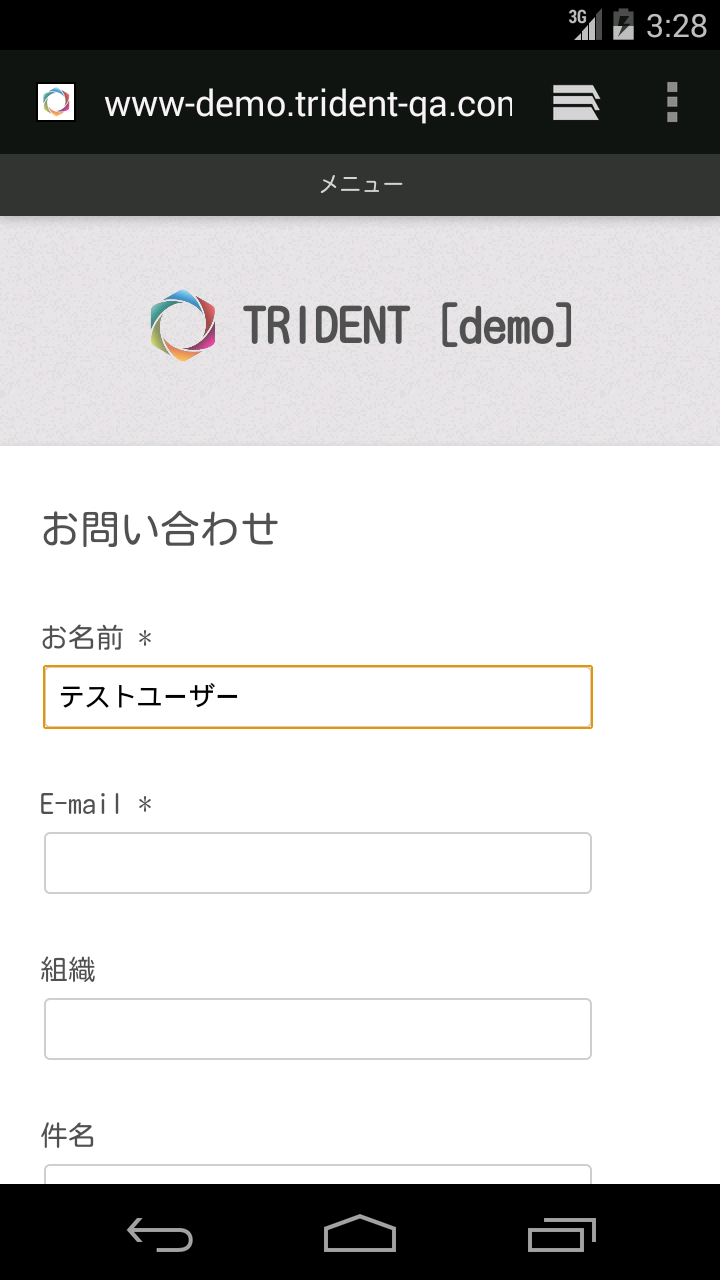 3G 3:28
www-demo.trident-qa.con
メニュー
TRIDENT [demo]
お問い合わせ
お名前 *
テストユーザー
E-mail *
組織
件名